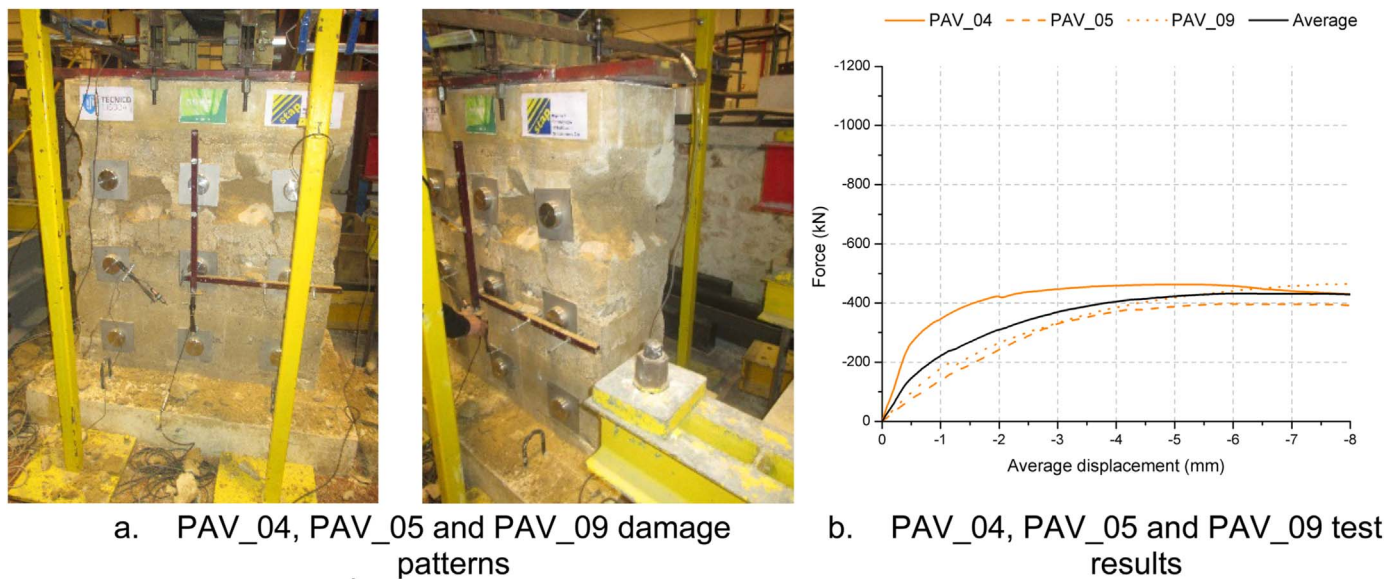 TECNICO
stap
PAV_04 PAV_05 PAV_09 Average
-1200
-1000
-800
-600
-400
-200
0
Force (kN)
0 -1 -2 -3 -4 -5 -6 -7 -8
Average displacement (mm)
a. PAV_04, PAV_05 and PAV_09 damage
patterns
b. PAV_04, PAV_05 and PAV_09 test
results